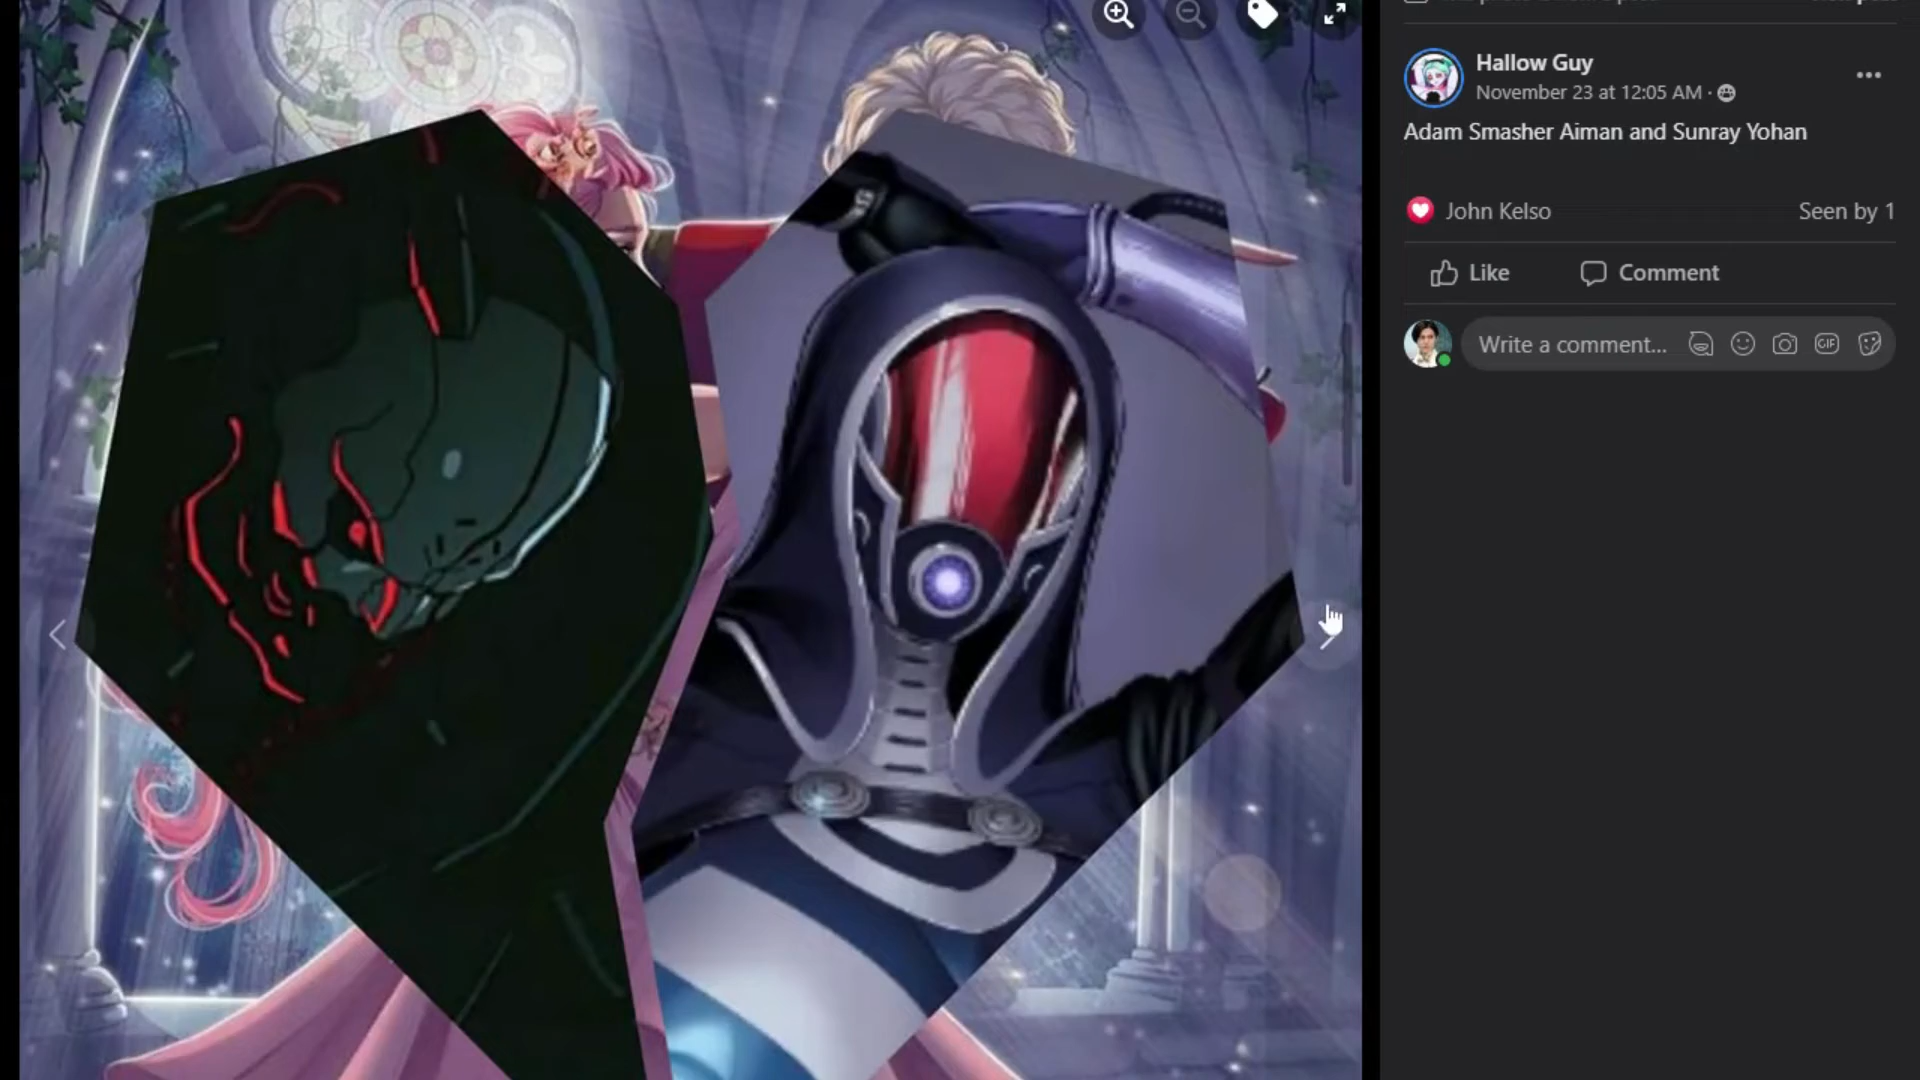 Hallow Guy
November 23 at 12:05 AM ·
Adam Smasher Aiman and Sunray Yohan
John Kelso
Seen by 1
Like
Comment
Write a comment...
GIF